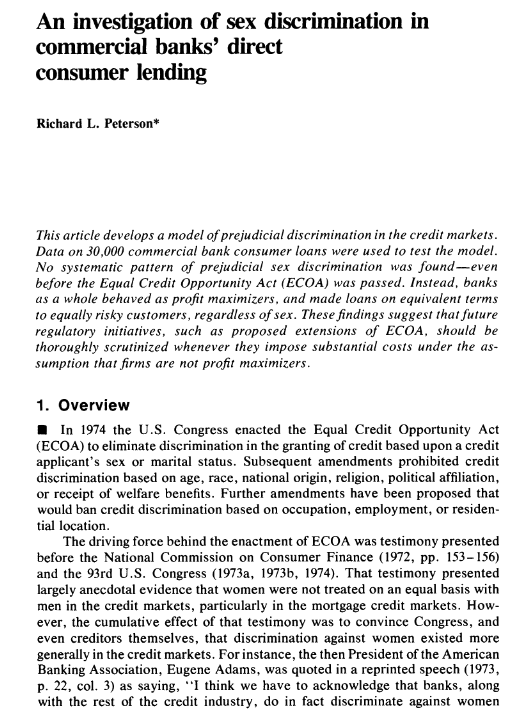 An investigation of sex discrimination in
commercial banks' direct
consumer lending
Richard L. Peterson*
This article develops a model of prejudicial discrimination in the credit markets.
Data on 30,000 commercial bank consumer loans were used to test the model.
No systematic pattern of prejudicial sex discrimination was found—even
before the Equal Credit Opportunity Act (ECOA) was passed. Instead, banks
as a whole behaved as profit maximizers, and made loans on equivalent terms
to equally risky customers, regardless of sex. These findings suggest that future
regulatory initiatives, such as proposed extensions of ECOA, should be
thoroughly scrutinized whenever they impose substantial costs under the as-
sumption that firms are not profit maximizers.
1. Overview
■ In 1974 the U.S. Congress enacted the Equal Credit Opportunity Act
(ECOA) to eliminate discrimination in the granting of credit based upon a credit
applicant's sex or marital status. Subsequent amendments prohibited credit
discrimination based on age, race, national origin, religion, political affiliation,
or receipt of welfare benefits. Further amendments have been proposed that
would ban credit discrimination based on occupation, employment, or residen-
tial location.
The driving force behind the enactment of ECOA was testimony presented
before the National Commission on Consumer Finance (1972, pp. 153–156)
and the 93rd U.S. Congress (1973a, 1973b, 1974). That testimony presented
largely anecdotal evidence that women were not treated on an equal basis with
men in the credit markets, particularly in the mortgage credit markets. How-
ever, the cumulative effect of that testimony was to convince Congress, and
even creditors themselves, that discrimination against women existed more
generally in the credit markets. For instance, the then President of the American
Banking Association, Eugene Adams, was quoted in a reprinted speech (1973,
p. 22, col. 3) as saying, "I think we have to acknowledge that banks, along
with the rest of the credit industry, do in fact discriminate against women